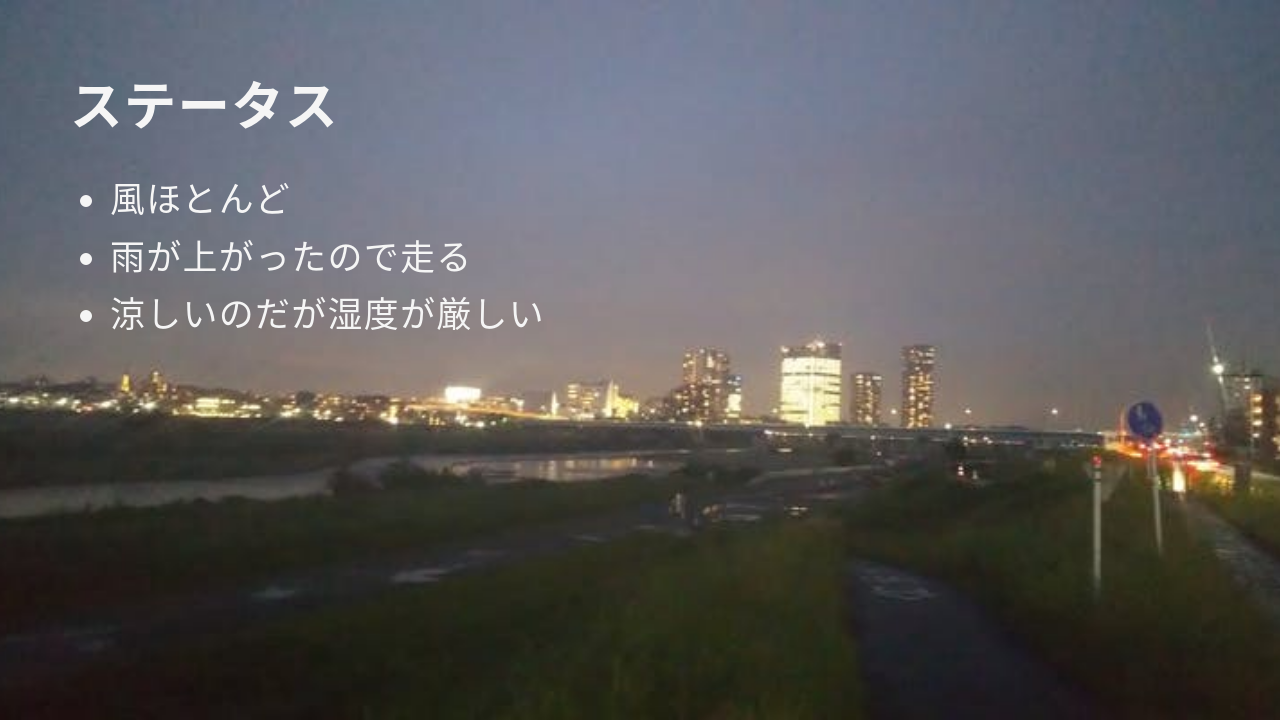 ステータス
風ほとんど
雨が上がったので走る
涼しいのだが湿度が厳しい